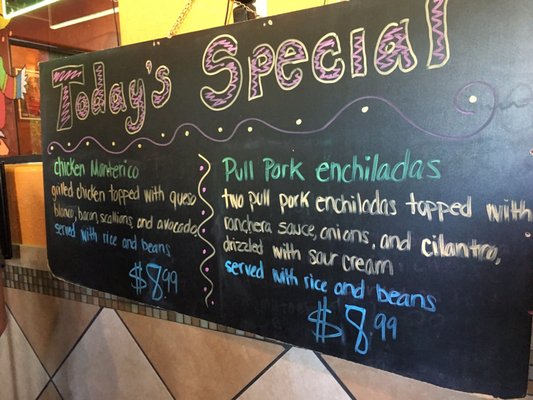 Today's Special
chicken Monterico
grilled chicken topped with queso
blanco, bacon, scallions, and avocado
served with rice and beans
$8.99
Pull Pork enchiladas
two pull pork enchiladas topped with
ranchera sauce, onions, and cilantro,
drizzled with sour cream
served with rice and beans
$8.99